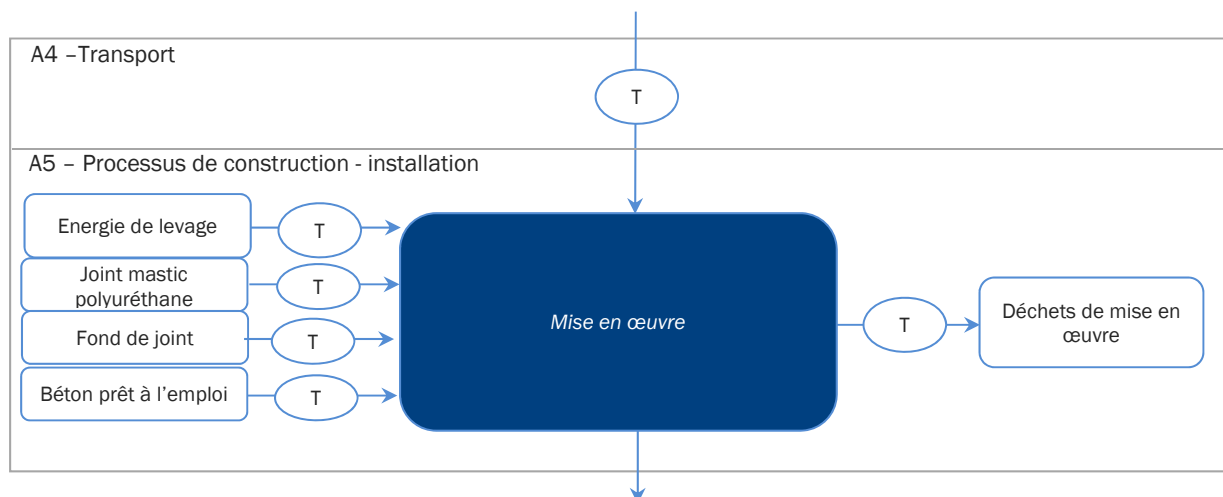 A4 –Transport
T
A5 – Processus de construction - installation
Energie de levage
T
Joint mastic
polyuréthane
T
Fond de joint
T
Béton prêt à l'emploi
T
Mise en œuvre
T
Déchets de mise en
œuvre